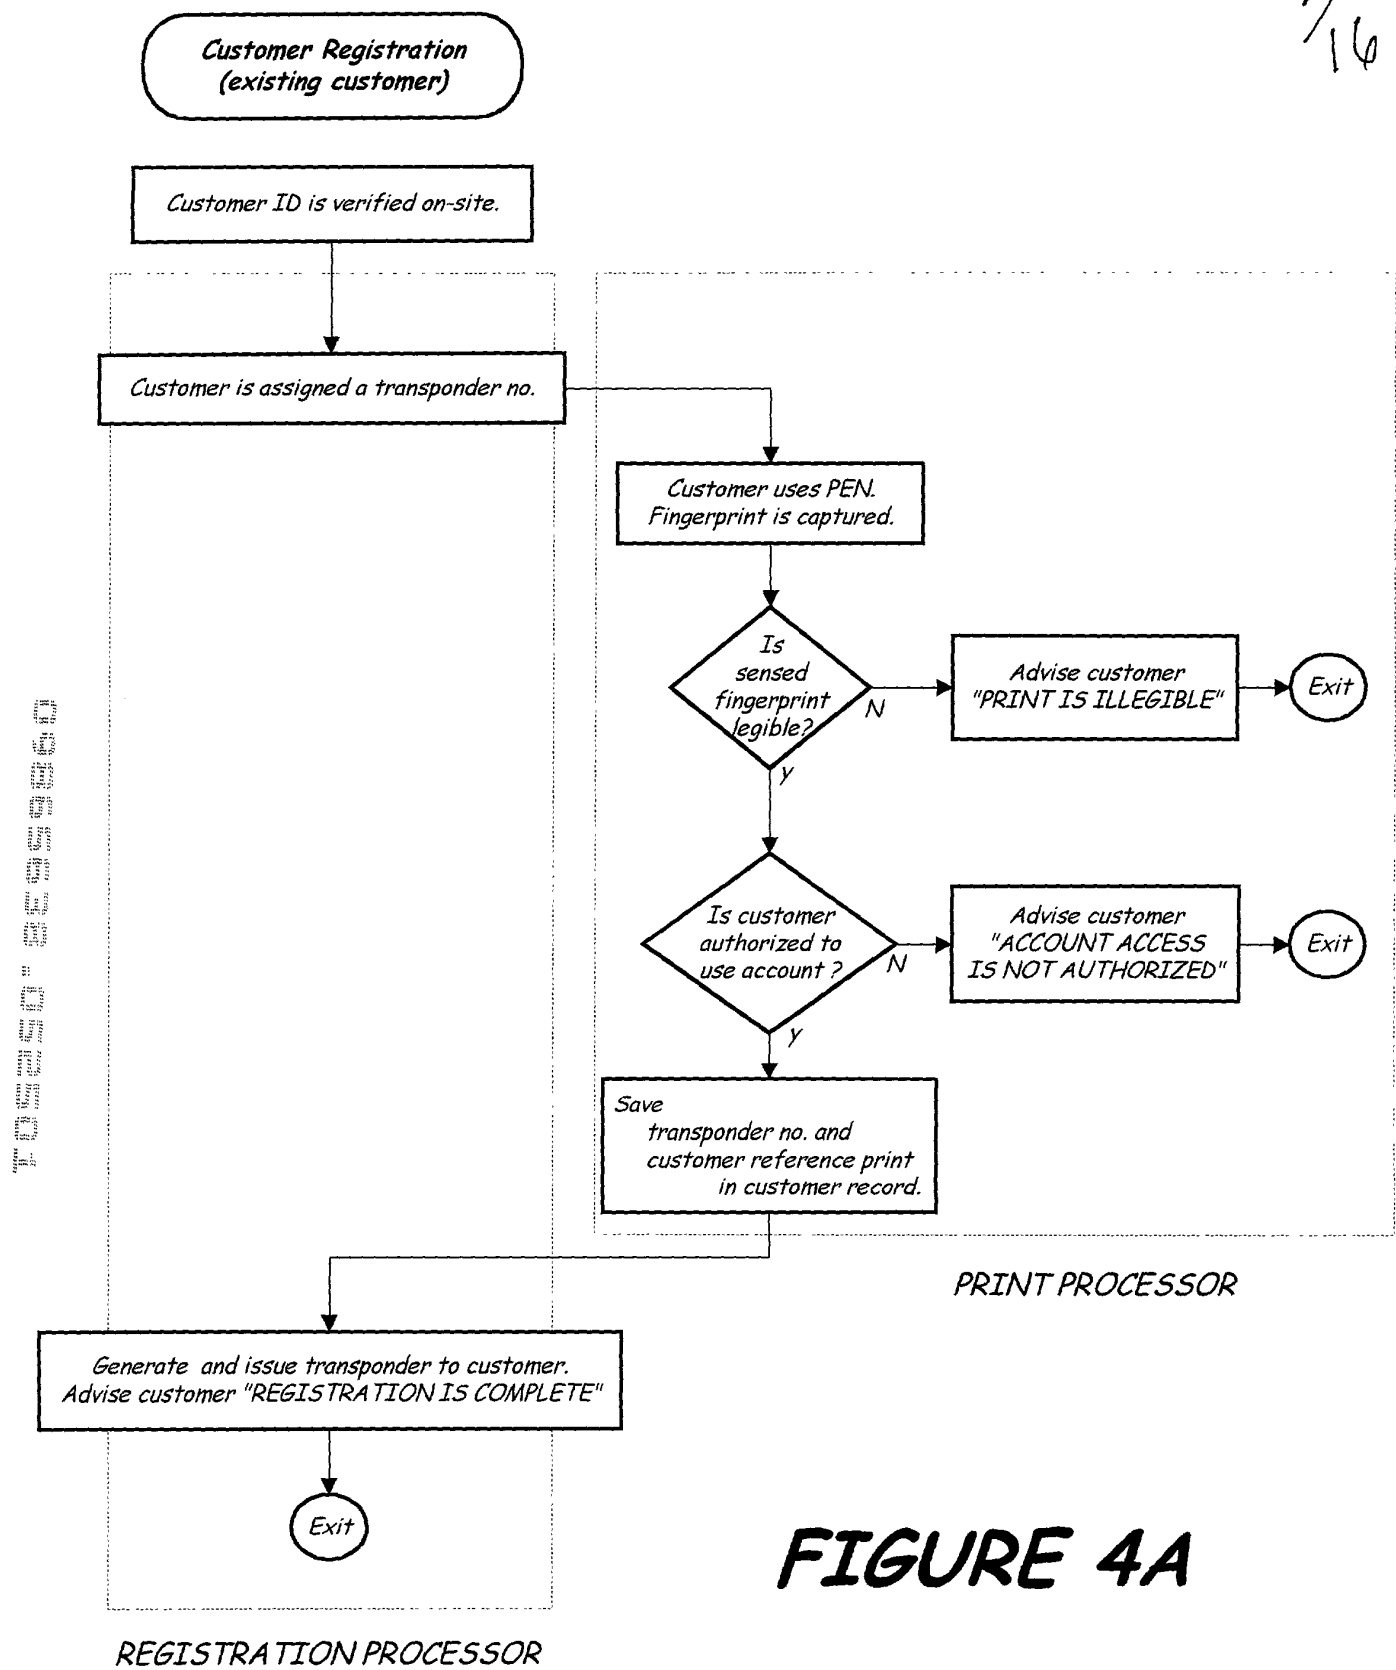 7/16
Customer Registration
(existing customer)
Customer ID is verified on-site.
Customer is assigned a transponder no.
Customer uses PEN.
Fingerprint is captured.
Is
sensed
fingerprint
legible?
N
Advise customer
"PRINT IS ILLEGIBLE"
Exit
Y
Is customer
authorized to
use account ?
N
Advise customer
"ACCOUNT ACCESS
IS NOT AUTHORIZED"
Exit
Y
Save
transponder no. and
customer reference print
in customer record.
PRINT PROCESSOR
Generate and issue transponder to customer.
Advise customer "REGISTRATION IS COMPLETE"
Exit
FIGURE 4A
REGISTRATION PROCESSOR